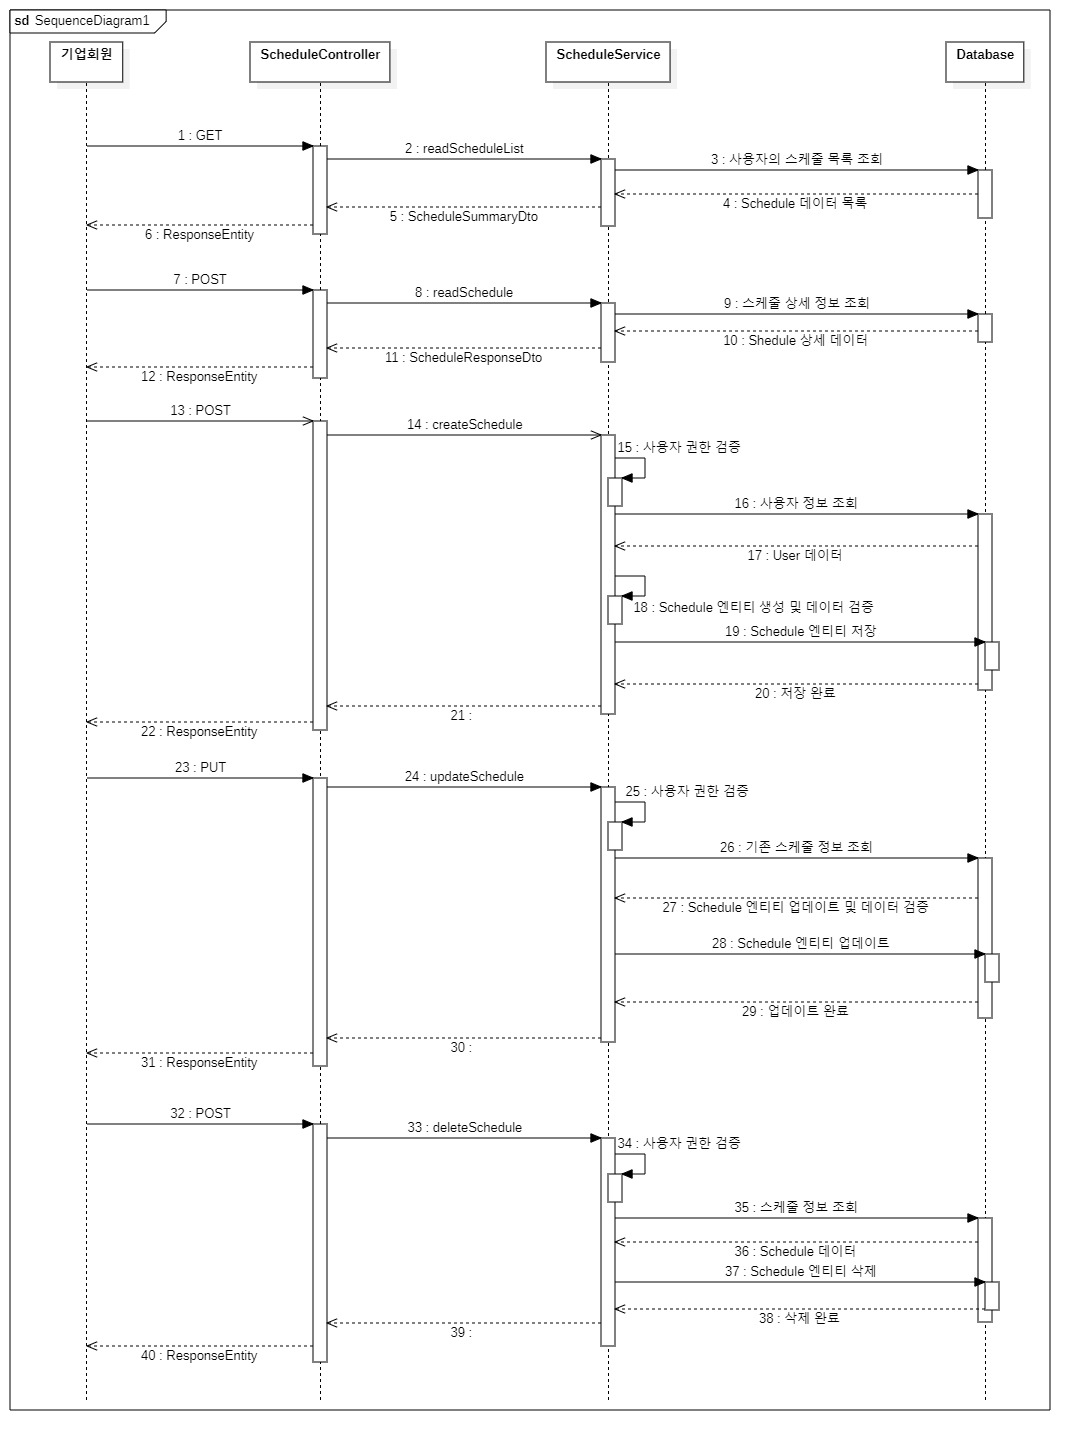 sd SequenceDiagram1
기업회원
ScheduleController
ScheduleService
Database
1 : GET
2 : readScheduleList
3 : 사용자의 스케줄 목록 조회
4 : Schedule 데이터 목록
5 : ScheduleSummaryDto
6 : ResponseEntity
7 : POST
8 : readSchedule
9 : 스케줄 상세 정보 조회
10 : Shedule 상세 데이터
11 : ScheduleResponseDto
12 : ResponseEntity
13 : POST
14 : createSchedule
15 : 사용자 권한 검증
16 : 사용자 정보 조회
17 : User 데이터
18 : Schedule 엔티티 생성 및 데이터 검증
19 : Schedule 엔티티 저장
20 : 저장 완료
21 :
22 : ResponseEntity
23 : PUT
24 : updateSchedule
25 : 사용자 권한 검증
26 : 기존 스케줄 정보 조회
27 : Schedule 엔티티 업데이트 및 데이터 검증
28 : Schedule 엔티티 업데이트
29 : 업데이트 완료
30 :
31 : ResponseEntity
32 : POST
33 : deleteSchedule
34 : 사용자 권한 검증
35 : 스케줄 정보 조회
36 : Schedule 데이터
37 : Schedule 엔티티 삭제
38 : 삭제 완료
39 :
40 : ResponseEntity